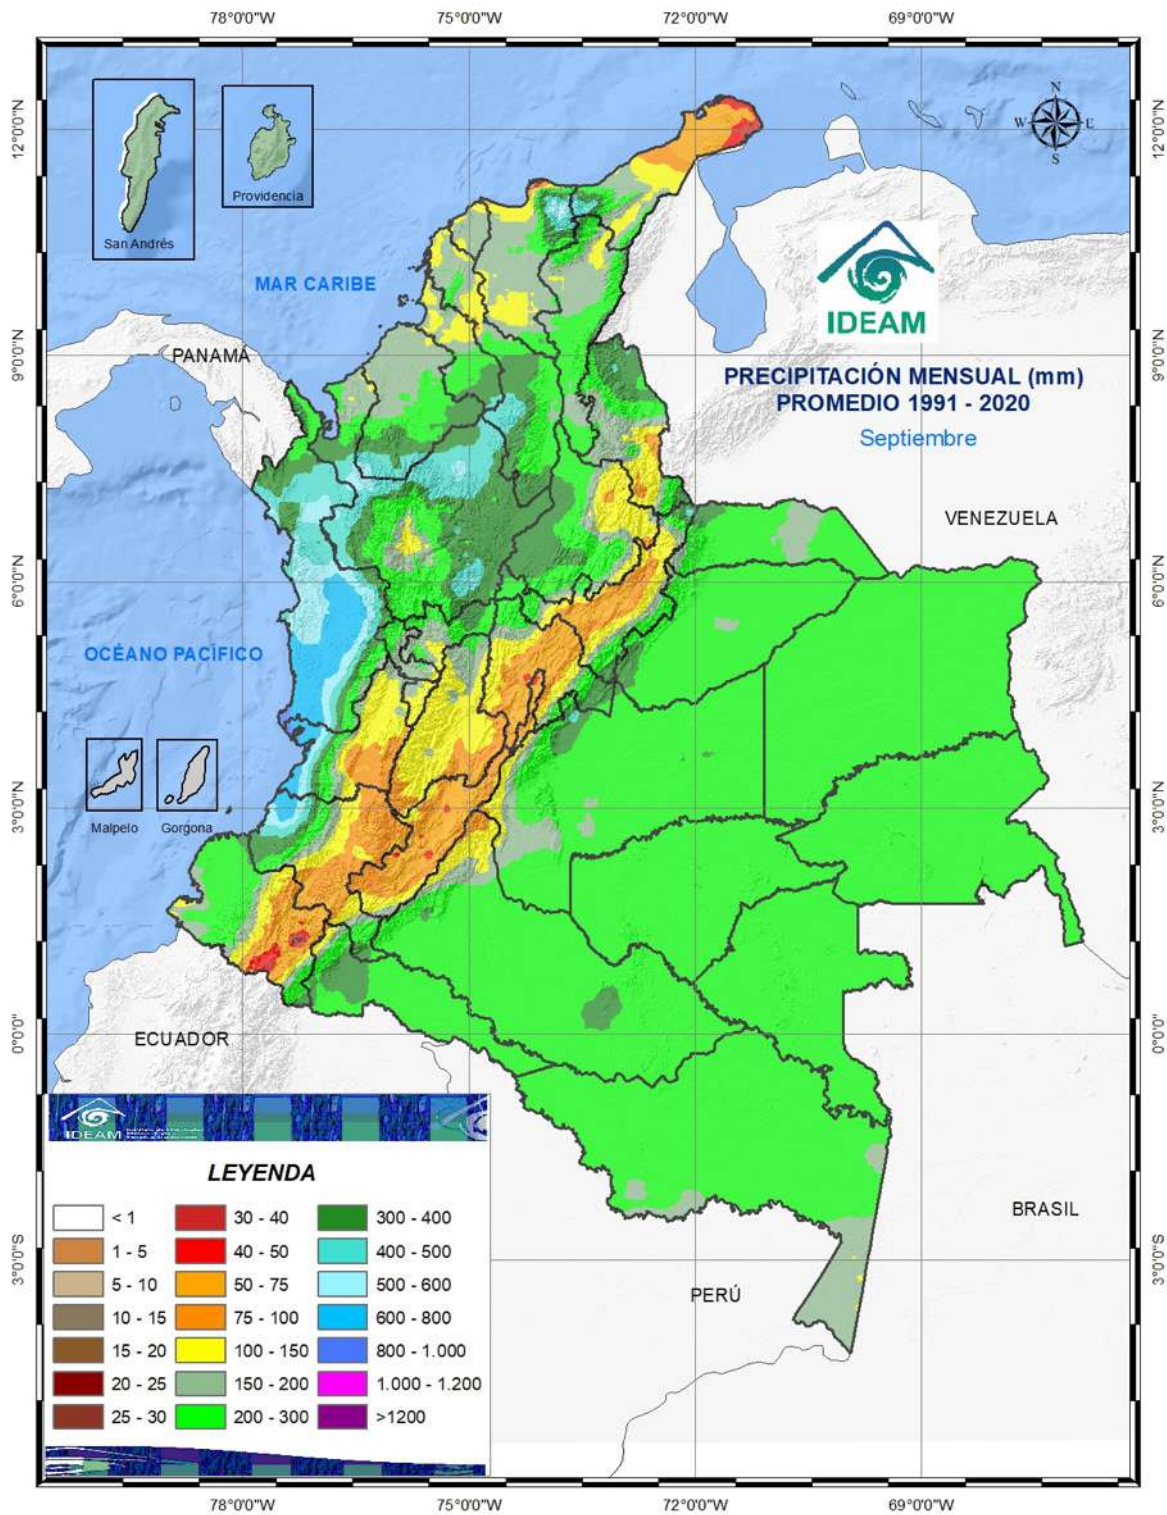 78°0'0"W 75°0'0"W 72°0'0"W 69°0'0"W
12°0'0"N
12°0'0"N
N
W E
S
San Andrés
Providencia
MAR CARIBE
IDEAM
9°0'0"N
9°0'0"N
PANAMÁ
PRECIPITACIÓN MENSUAL (mm)
PROMEDIO 1991 - 2020
Septiembre
VENEZUELA
6°0'0"N
6°0'0"N
OCÉANO PACÍFICO
3°0'0"N
3°0'0"N
Malpelo
Gorgona
0°0'0"
0°0'0"
ECUADOR
IDEAM
LEYENDA
< 1 30 - 40 300 - 400
1 - 5 40 - 50 400 - 500
5 - 10 50 - 75 500 - 600
10 - 15 75 - 100 600 - 800
15 - 20 100 - 150 800 - 1.000
20 - 25 150 - 200 1.000 - 1.200
25 - 30 200 - 300 >1200
BRASIL
3°0'0"S
3°0'0"S
PERÚ
78°0'0"W 75°0'0"W 72°0'0"W 69°0'0"W